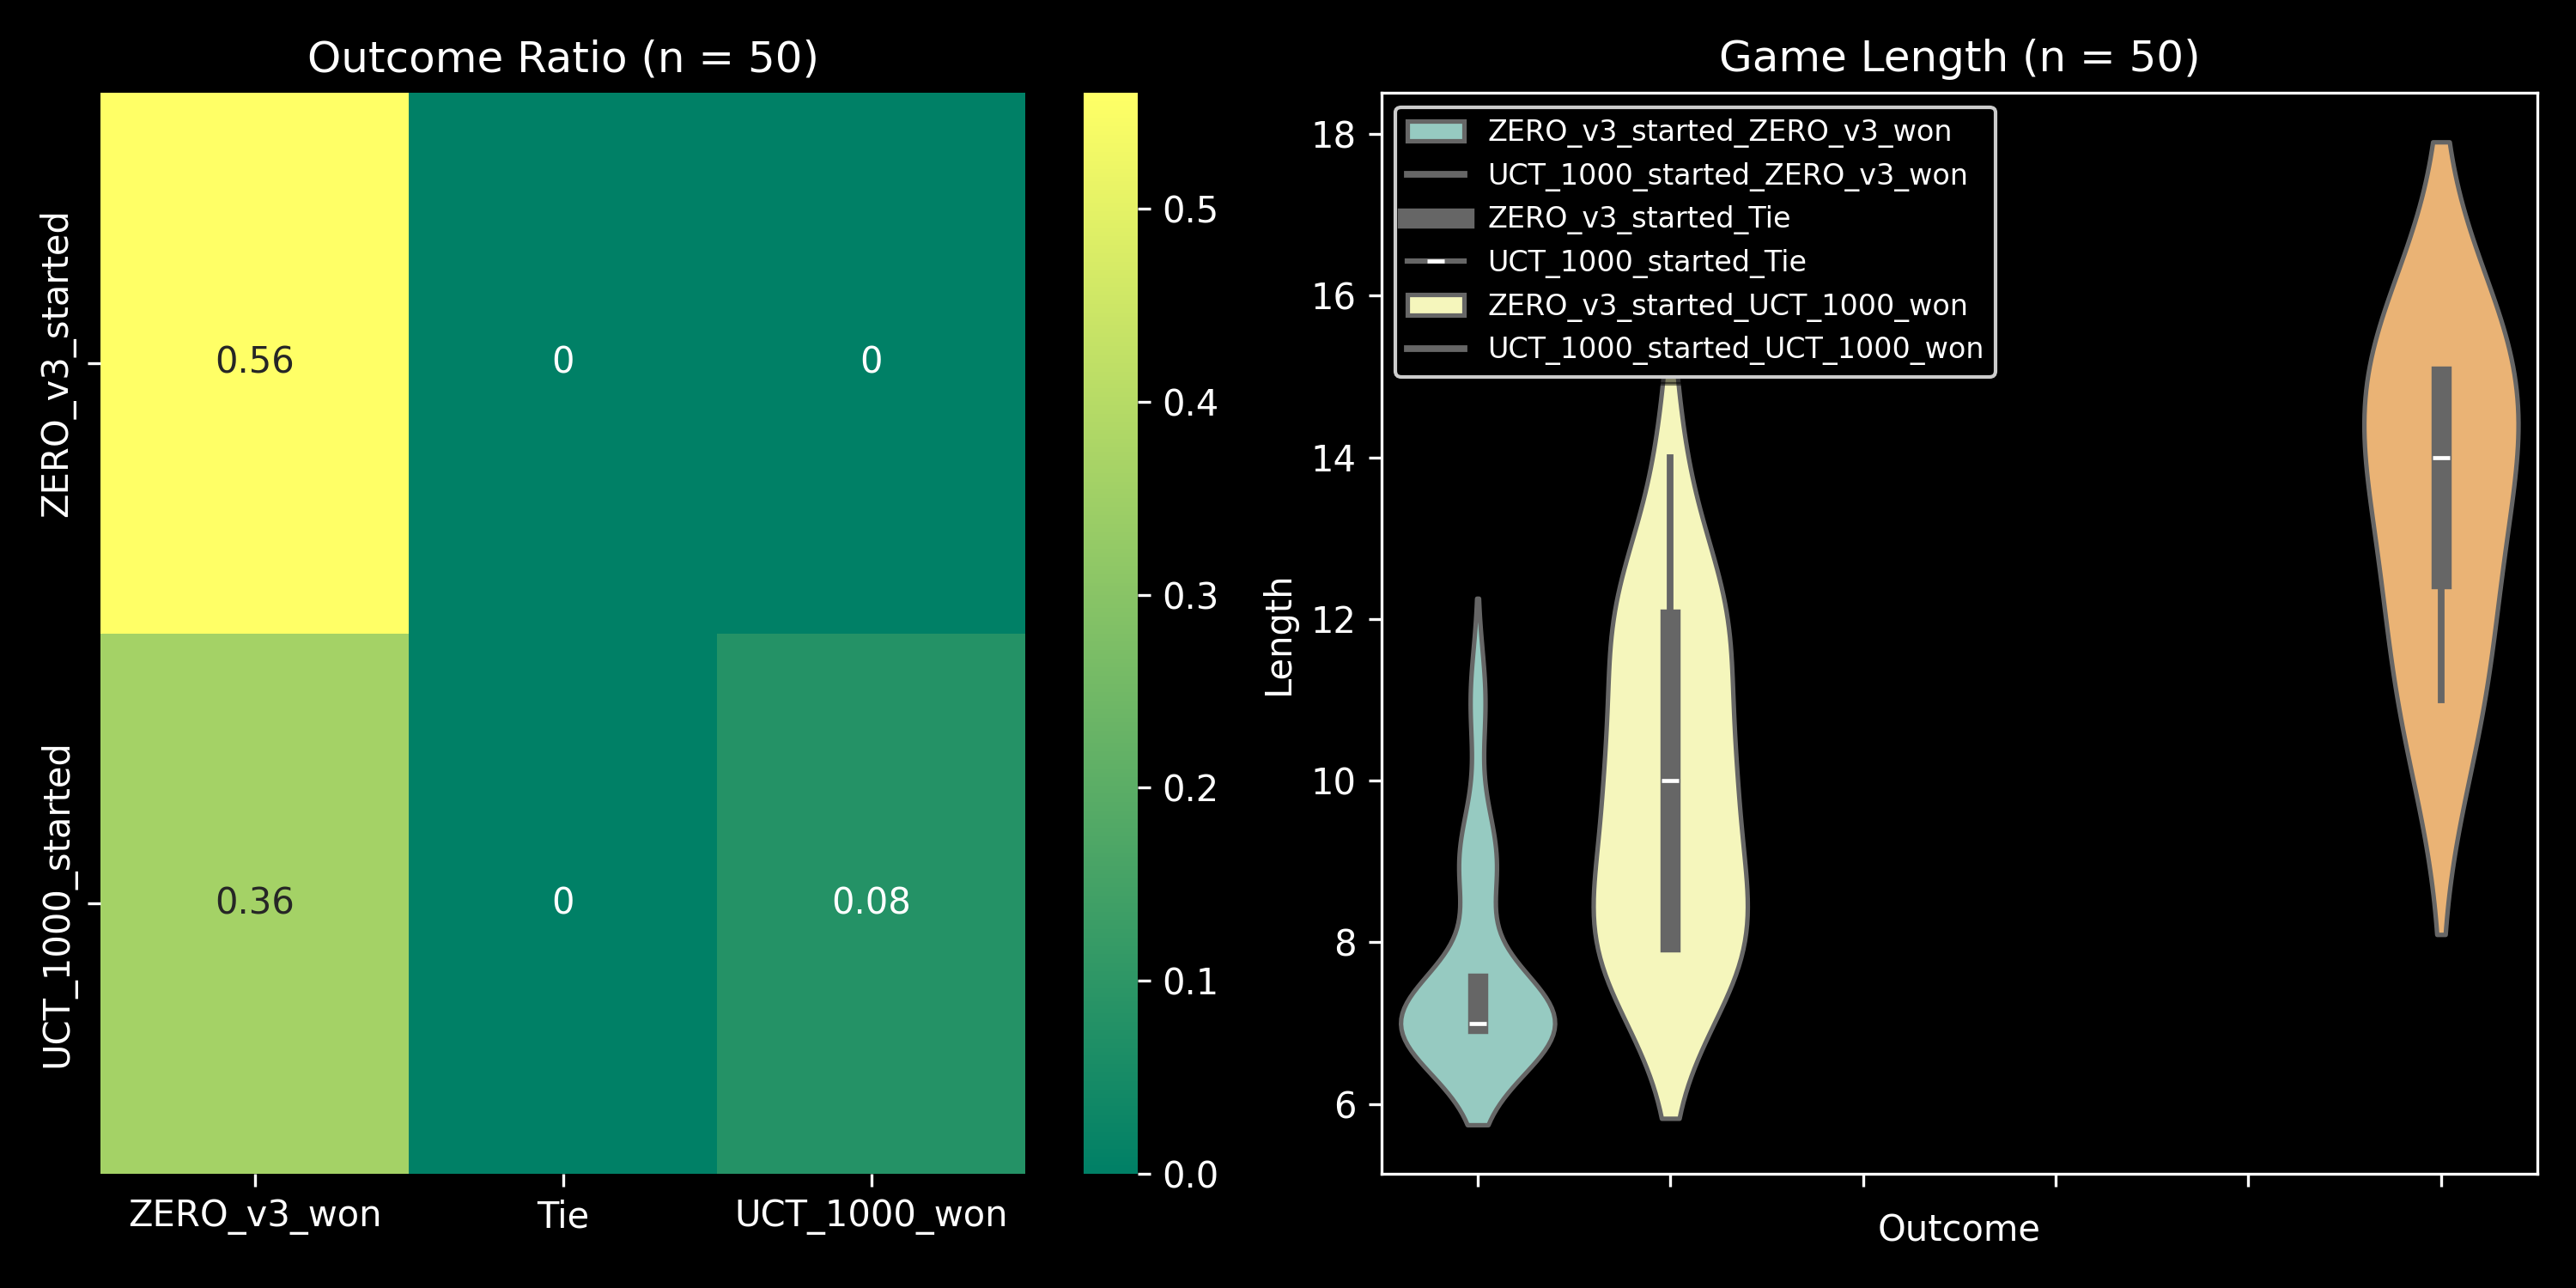 Outcome Ratio (n = 50)
ZERO_v3_started
UCT_1000_started
0.56
0
0
0.36
0
0.08
ZERO_v3_won
Tie
UCT_1000_won
0.5
0.4
0.3
0.2
0.1
0.0
Game Length (n = 50)
Length
18
16
14
12
10
8
6
ZERO_v3_started_ZERO_v3_won
UCT_1000_started_ZERO_v3_won
ZERO_v3_started_Tie
UCT_1000_started_Tie
ZERO_v3_started_UCT_1000_won
UCT_1000_started_UCT_1000_won
Outcome